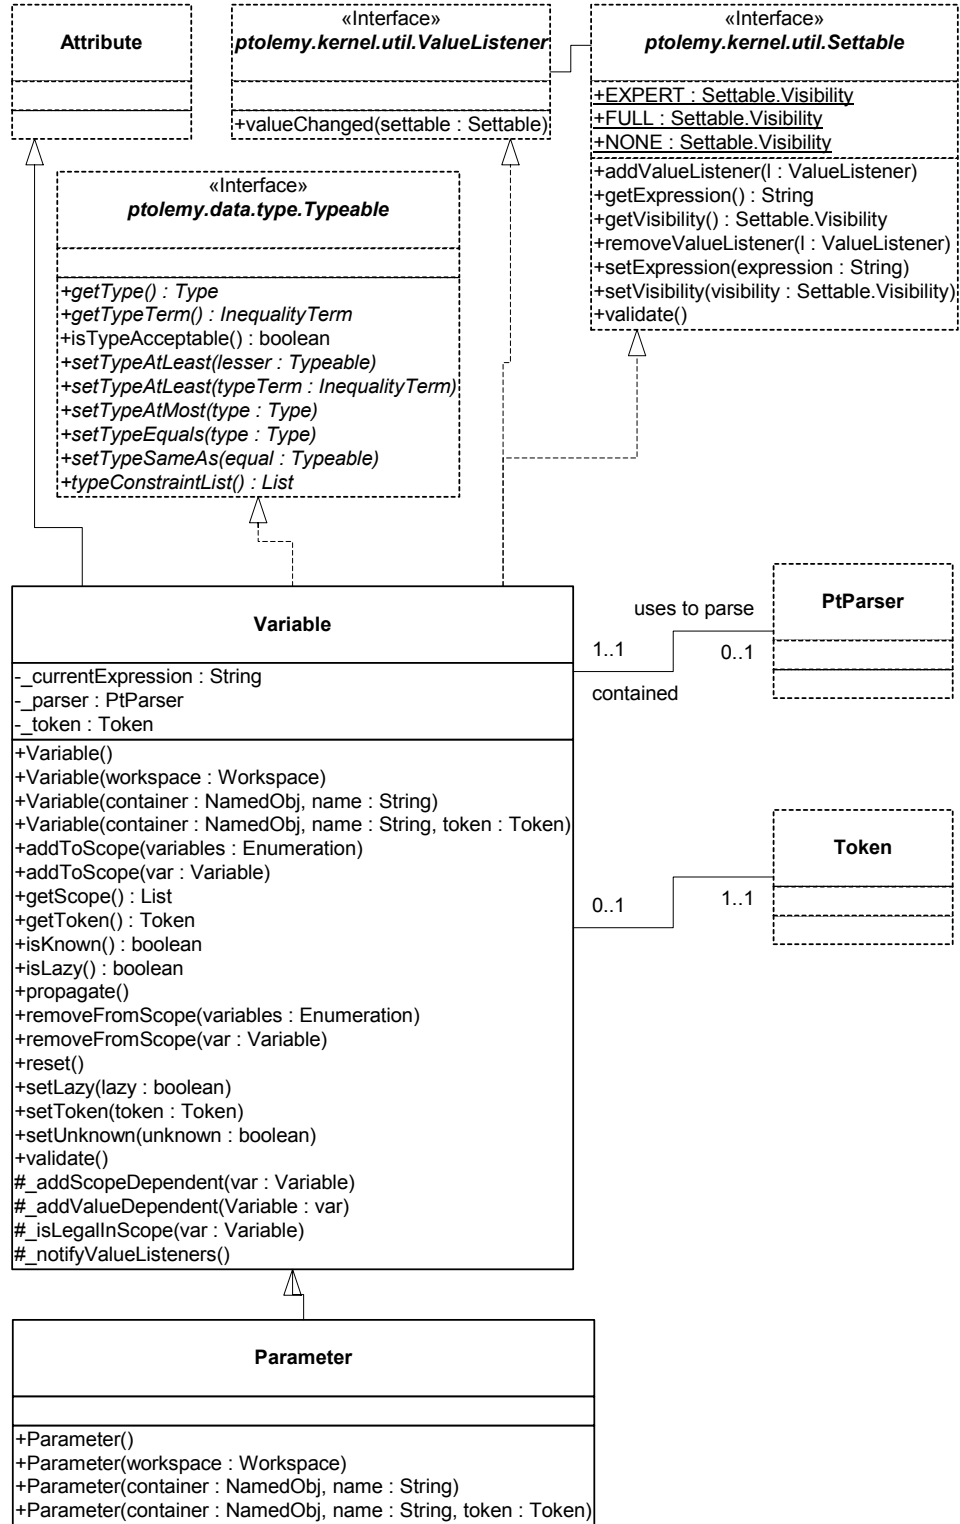 Attribute
«Interface»
ptolemy.kernel.util.ValueListener
+valueChanged(settable : Settable)
«Interface»
ptolemy.kernel.util.Settable
+EXPERT : Settable.Visibility
+FULL : Settable.Visibility
+NONE : Settable.Visibility
+addValueListener(l : ValueListener)
+getExpression() : String
+getVisibility() : Settable.Visibility
+removeValueListener(l : ValueListener)
+setExpression(expression : String)
+setVisibility(visibility : Settable.Visibility)
+validate()
«Interface»
ptolemy.data.type.Typeable
+getType() : Type
+getTypeTerm() : InequalityTerm
+isTypeAcceptable() : boolean
+setTypeAtLeast(lesser : Typeable)
+setTypeAtLeast(typeTerm : InequalityTerm)
+setTypeAtMost(type : Type)
+setTypeEquals(type : Type)
+setTypeSameAs(equal : Typeable)
+typeConstraintList() : List
Variable
-_currentExpression : String
-_parser : PtParser
-_token : Token
+Variable()
+Variable(workspace : Workspace)
+Variable(container : NamedObj, name : String)
+Variable(container : NamedObj, name : String, token : Token)
+addToScope(variables : Enumeration)
+addToScope(var : Variable)
+getScope() : List
+getToken() : Token
+isKnown() : boolean
+isLazy() : boolean
+propagate()
+removeFromScope(variables : Enumeration)
+removeFromScope(var : Variable)
+reset()
+setLazy(lazy : boolean)
+setToken(token : Token)
+setUnknown(unknown : boolean)
+validate()
#_addScopeDependent(var : Variable)
#_addValueDependent(Variable : var)
#_isLegalInScope(var : Variable)
#_notifyValueListeners()
uses to parse
1..1
0..1
contained
PtParser
0..1
1..1
Token
Parameter
+Parameter()
+Parameter(workspace : Workspace)
+Parameter(container : NamedObj, name : String)
+Parameter(container : NamedObj, name : String, token : Token)